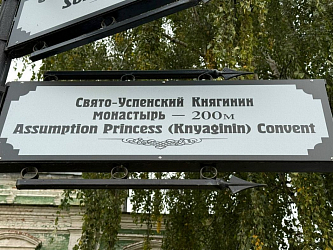 Свято-Успенский Княгинин
монастырь — 200м
Assumption Princess (Knyaginin) Convent